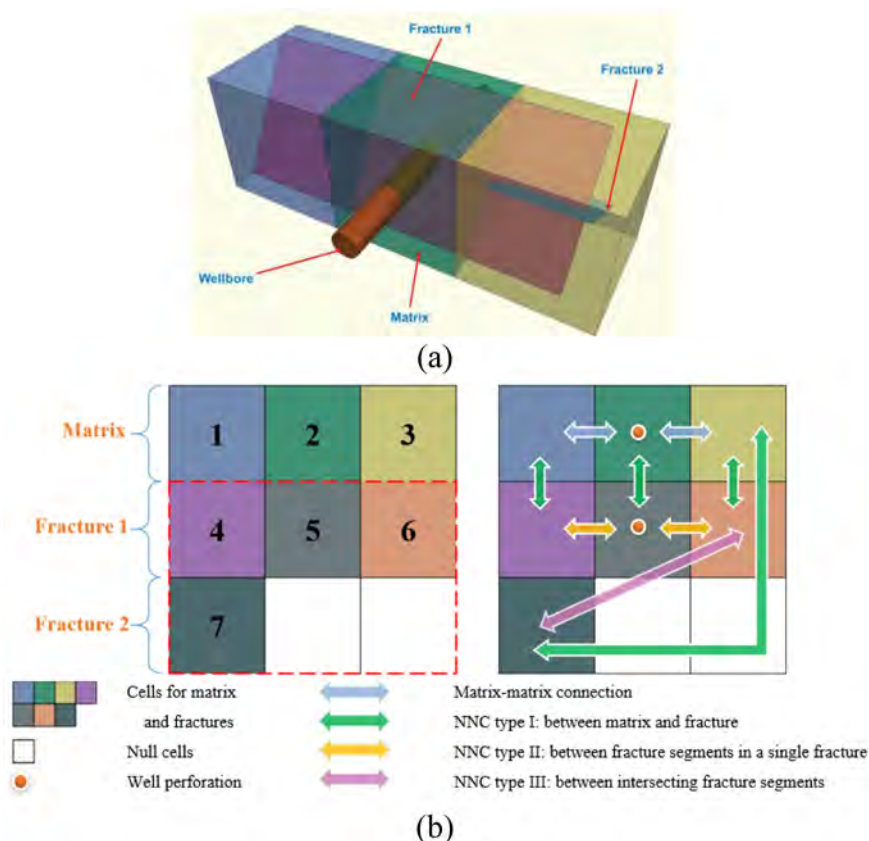 Fracture 1
Fracture 2
Wellbore
Matrix
(a)
Matrix
1 2 3
Fracture 1
4 5 6
Fracture 2
7
Cells for matrix
and fractures
Null cells
Well perforation
Matrix-matrix connection
NNC type I: between matrix and fracture
NNC type II: between fracture segments in a single fracture
NNC type III: between intersecting fracture segments
(b)